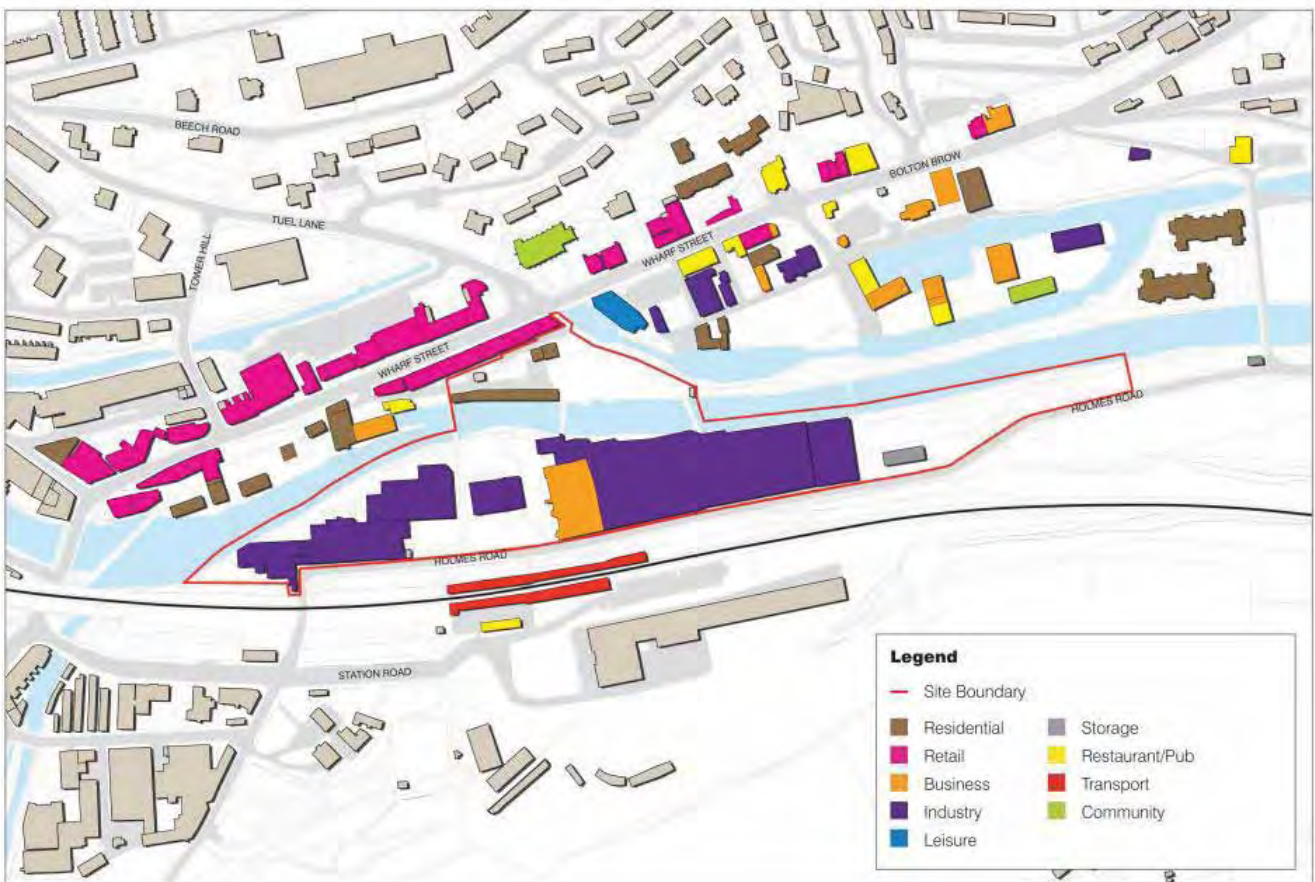 BEECH ROAD
BOLTON BROW
TUEL LANE
TOWER HILL
WHARF STREET
WHARF STREET
HOLMES ROAD
HOLMES ROAD
STATION ROAD
Legend
Site Boundary
Residential
Retail
Business
Industry
Leisure
Storage
Restaurant/Pub
Transport
Community